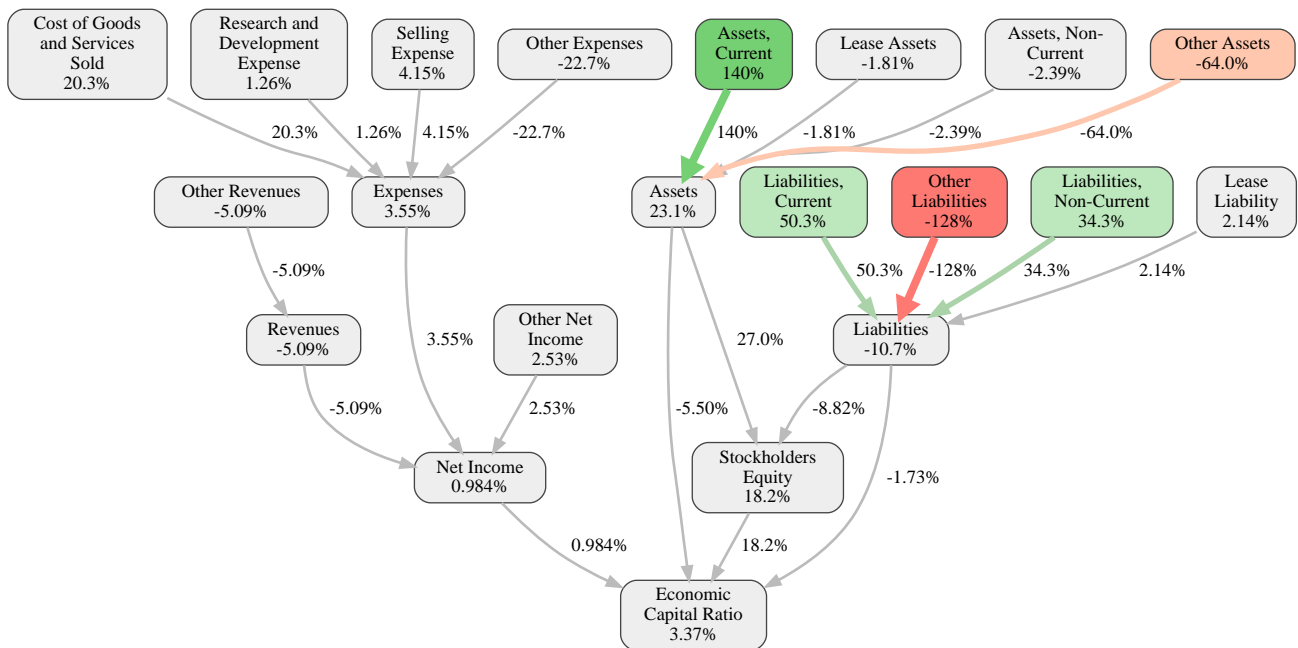 Cost of Goods
and Services
Sold
20.3%
Research and
Development
Expense
1.26%
Selling
Expense
4.15%
Other Expenses
-22.7%
Assets,
Current
140%
Lease Assets
-1.81%
Assets, Non-
Current
-2.39%
Other Assets
-64.0%
20.3%
1.26%
4.15%
-22.7%
140%
-1.81%
-2.39%
-64.0%
Other Revenues
-5.09%
Expenses
3.55%
Assets
23.1%
Liabilities,
Current
50.3%
Other
Liabilities
-128%
Liabilities,
Non-Current
34.3%
Lease
Liability
2.14%
-5.09%
50.3%
-128%
34.3%
2.14%
Revenues
-5.09%
3.55%
Other Net
Income
2.53%
27.0%
Liabilities
-10.7%
-5.09%
2.53%
-5.50%
-8.82%
Net Income
0.984%
Stockholders
Equity
18.2%
-1.73%
0.984%
18.2%
Economic
Capital Ratio
3.37%